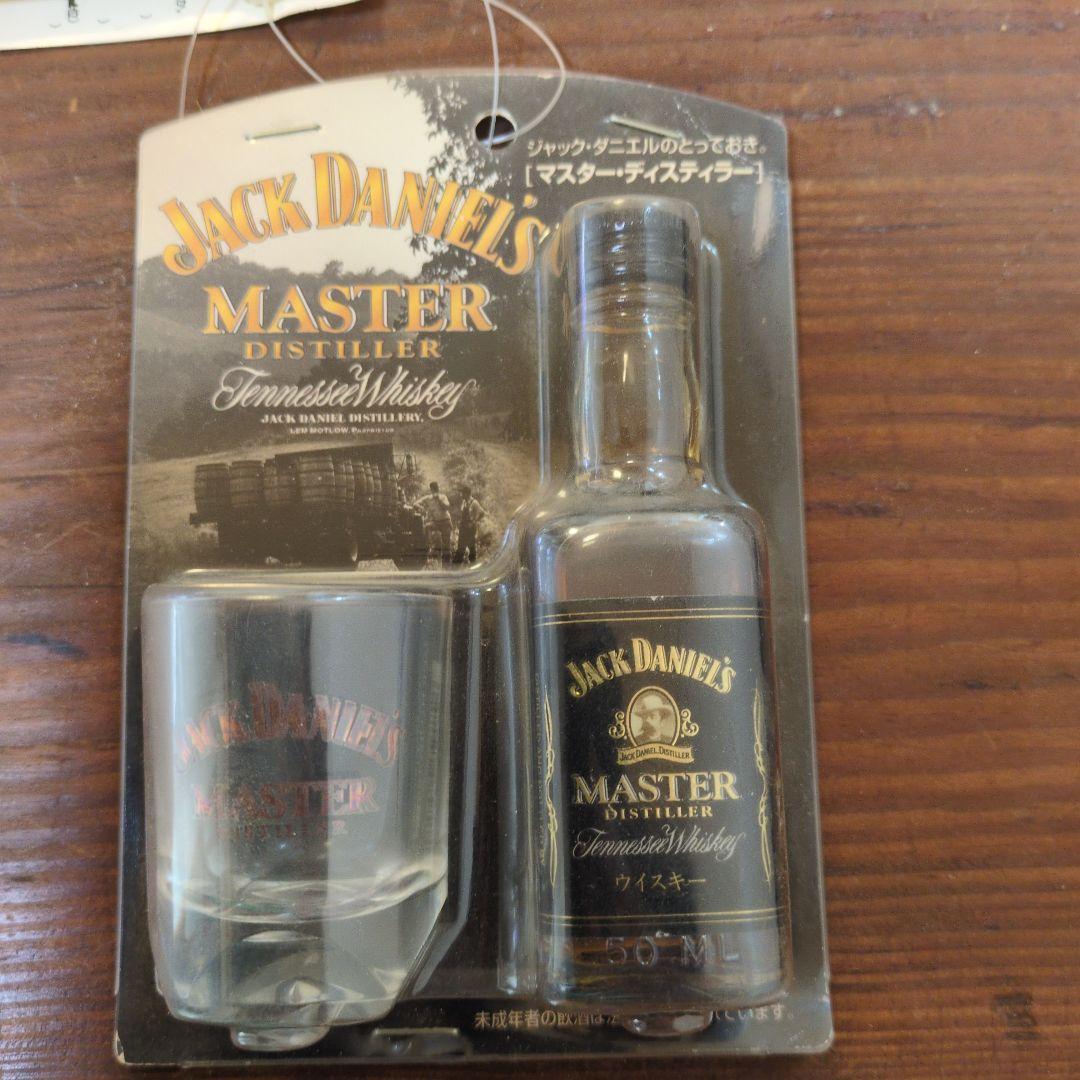 ジャック・ダニエルのとっておき。
[マスター・ディスティラー]
JACK DANIEL'S
MASTER
DISTILLER
Tennessee Whiskey
JACK DANIEL DISTILLERY,
LEM MOTLOW, PROPRIETOR
JACK DANIEL'S
MASTER
DISTILLER
JACK DANIEL'S
JACK DANIEL, DISTILLER
MASTER
DISTILLER
Tennessee Whiskey
ウイスキー
50 ML
未成年者の飲酒は
ています。